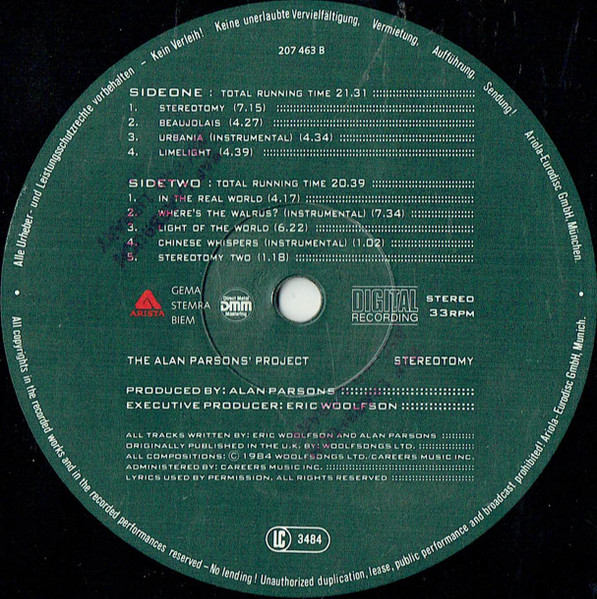 Alle Urheber- und Leistungsschutzrechte vorbehalten – Kein Verleih! Keine unerlaubte Vervielfältigung, Vermietung, Aufführung, Sendung! Ariola-Eurodisc GmbH, München.
207 463 B
SIDEONE : TOTAL RUNNING TIME 21.31
1. STEREOTOMY (7.15)
2. BEAUJOLAIS (4.27)
3. URBANIA (INSTRUMENTAL) (4.34)
4. LIMELIGHT (4.39)
SIDETWO : TOTAL RUNNING TIME 20.39
1. IN THE REAL WORLD (4.17)
2. WHERE'S THE WALRUS? (INSTRUMENTAL) (7.34)
3. LIGHT OF THE WORLD (6.22)
4. CHINESE WHISPERS (INSTRUMENTAL) (1.02)
5. STEREOTOMY TWO (1.18)
ARISTA
GEMA
STEMRA
BIEM
Direct Metal
DMM
Mastering
DIGITAL
RECORDING
STEREO
33RPM
THE ALAN PARSONS' PROJECT STEREOTOMY
PRODUCED BY: ALAN PARSONS
EXECUTIVE PRODUCER: ERIC WOOLFSON
ALL TRACKS WRITTEN BY: ERIC WOOLFSON AND ALAN PARSONS
ORIGINALLY PUBLISHED IN THE U.K. BY: WOOLFSONGS LTD.
ALL COMPOSITIONS: © 1984 WOOLFSONGS LTD./CAREERS MUSIC INC.
ADMINISTERED BY: CAREERS MUSIC INC.
LYRICS USED BY PERMISSION. ALL RIGHTS RESERVED
LC 3484
All copyrights in the recorded works and in the recorded performances reserved – No lending! Unauthorized duplication, lease, public performance and broadcast prohibited! Ariola - Eurodisc GmbH, Munich.